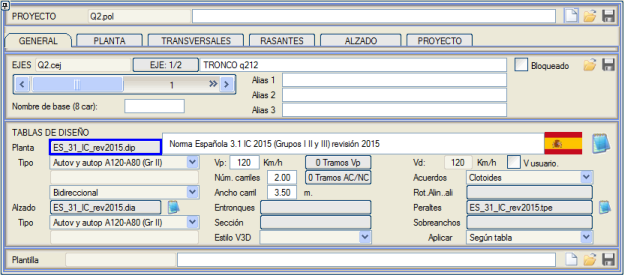 PROYECTO Q2.pol
GENERAL PLANTA TRANSVERSALES RASANTES ALZADO PROYECTO
EJES Q2.cej EJE: 1/2 TRONCO q212 Bloqueado
1 Alias 1
Alias 2
Nombre de base (8 car): Alias 3
TABLAS DE DISEÑO
Planta ES_31_IC_rev2015.dip Norma Española 3.1 IC 2015 (Grupos I II y III) revisión 2015
Tipo Autov y autop A120-A80 (Gr II) Vp: 120 Km/h 0 Tramos Vp Vd: 120 Km/h V usuario.
Núm. carriles 2.00 0 Tramos AC/NC Acuerdos Clotoides
Bidireccional Ancho carril 3.50 m. Rot.Alin..ali
Alzado ES_31_IC_rev2015.dia Entronques Peraltes ES_31_IC_rev2015.tpe
Tipo Autov y autop A120-A80 (Gr II) Sección Sobreanchos
Estilo V3D Aplicar Según tabla
Plantilla